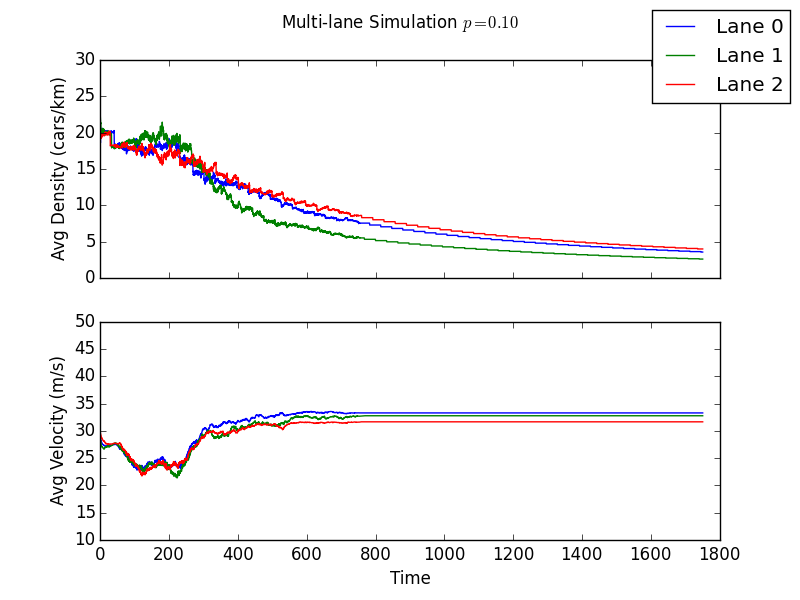 Multi-lane Simulation p=0.10
Lane 0
Lane 1
Lane 2
Avg Density (cars/km)
30
25
20
15
10
5
0
Avg Velocity (m/s)
50
45
40
35
30
25
20
15
10
0 200 400 600 800 1000 1200 1400 1600 1800
Time